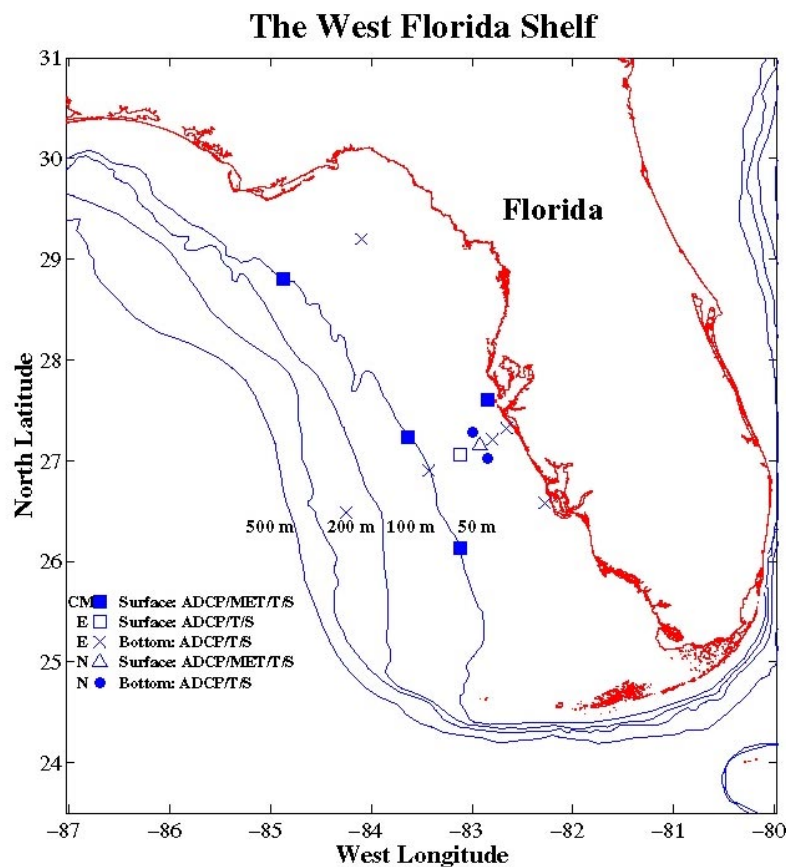 The West Florida Shelf
31
30
29
28
27
26
25
24
North Latitude
Florida
500 m 200 m 100 m 50 m
CM Surface: ADCP/MET/T/S
E Surface: ADCP/T/S
E Bottom: ADCP/T/S
N Surface: ADCP/MET/T/S
N Bottom: ADCP/T/S
−87 −86 −85 −84 −83 −82 −81 −80
West Longitude